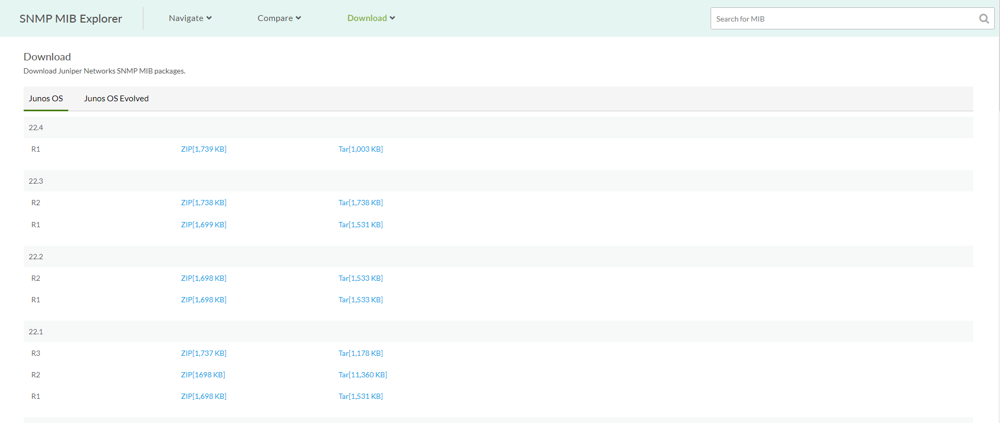 SNMP MIB Explorer Navigate Compare Download Search for MIB
Download
Download Juniper Networks SNMP MIB packages.
Junos OS Junos OS Evolved
22.4
R1 ZIP[1,739 KB] Tar[1,003 KB]
22.3
R2 ZIP[1,738 KB] Tar[1,738 KB]
R1 ZIP[1,699 KB] Tar[1,531 KB]
22.2
R2 ZIP[1,698 KB] Tar[1,533 KB]
R1 ZIP[1,698 KB] Tar[1,533 KB]
22.1
R3 ZIP[1,737 KB] Tar[1,178 KB]
R2 ZIP[1698 KB] Tar[11,360 KB]
R1 ZIP[1,698 KB] Tar[1,531 KB]